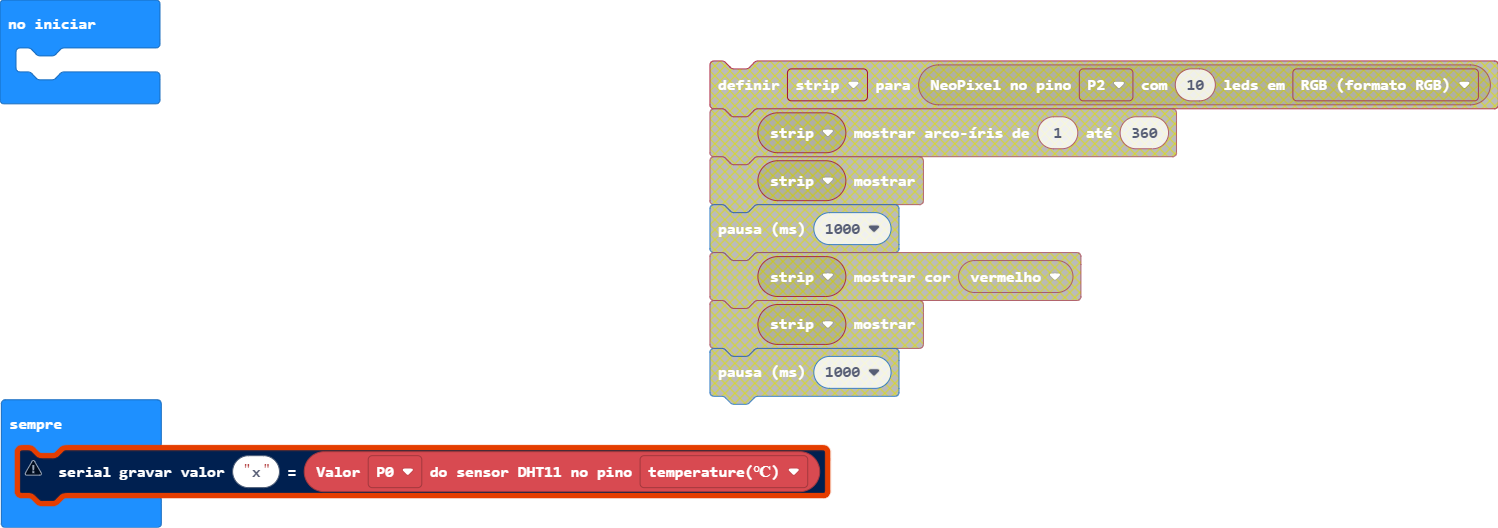 no iniciar
definir strip para NeoPixel no pino P2 com 10 leds em RGB (formato RGB)
strip mostrar arco-íris de 1 até 360
strip mostrar
pausa (ms) 1000
strip mostrar cor vermelho
strip mostrar
pausa (ms) 1000
sempre
serial gravar valor "x" = Valor P0 do sensor DHT11 no pino temperature(℃)